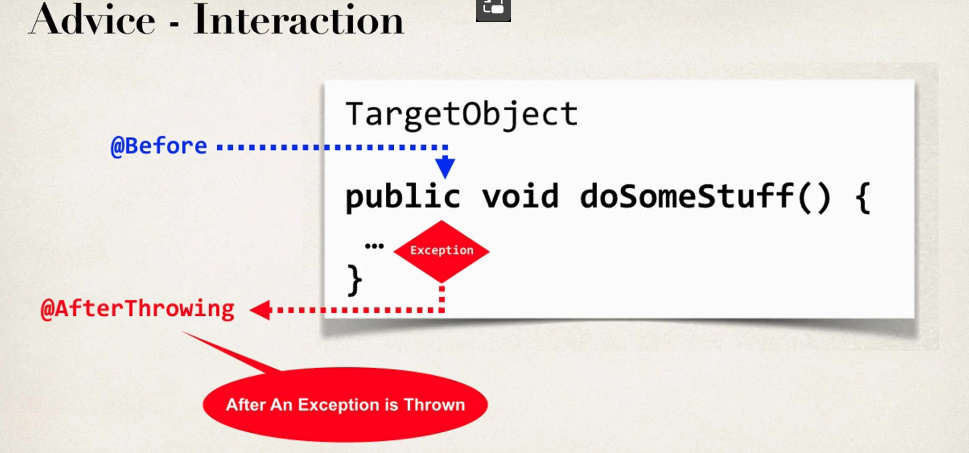 Advice - Interaction
TargetObject
@Before
public void doSomeStuff() {
…
Exception
}
@AfterThrowing
After An Exception is Thrown